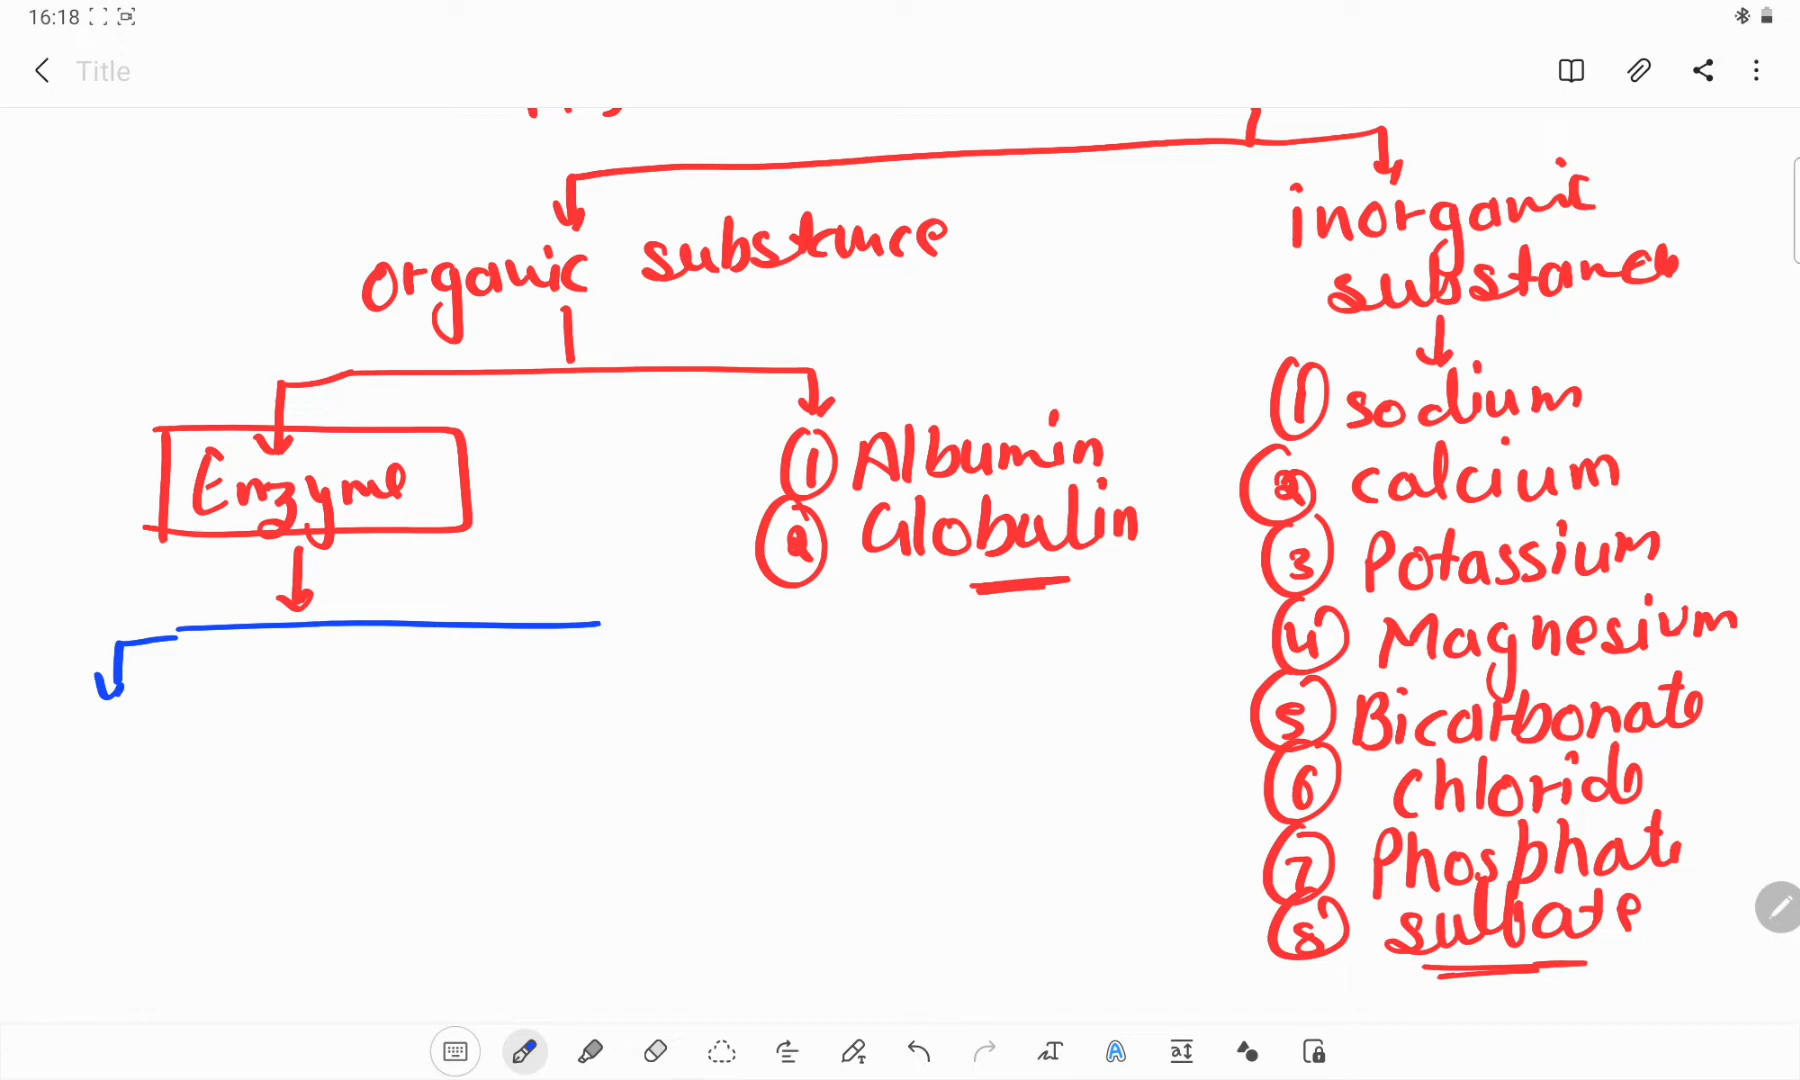 16:18
Title
organic substance
inorganic
substance
Enzyme
1 Albumin
2 Globulin
1 sodium
2 calcium
3 Potassium
4 Magnesium
5 Bicarbonate
6 chloride
7 Phosphate
8 sulfate